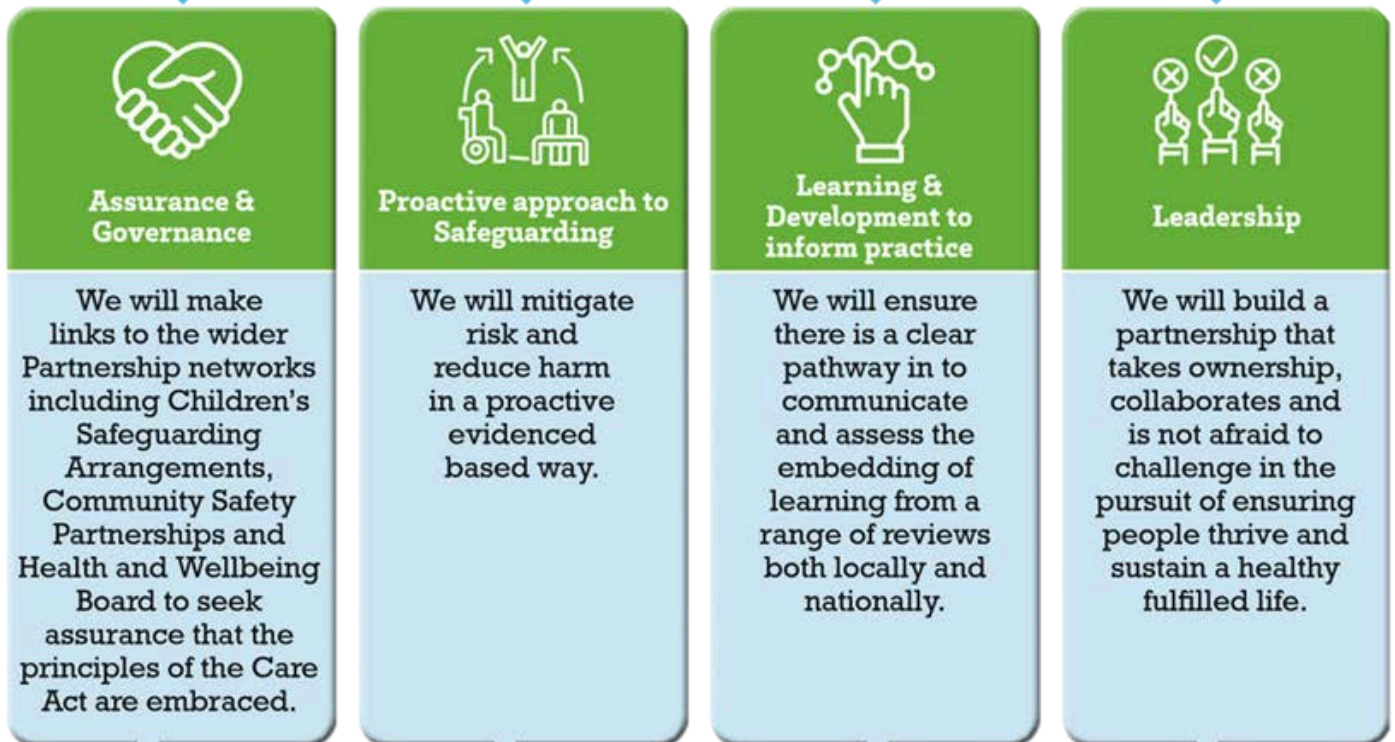 Assurance &
Governance
We will make
links to the wider
Partnership networks
including Children's
Safeguarding
Arrangements,
Community Safety
Partnerships and
Health and Wellbeing
Board to seek
assurance that the
principles of the Care
Act are embraced.
Proactive approach to
Safeguarding
We will mitigate
risk and
reduce harm
in a proactive
evidenced
based way.
Learning &
Development to
inform practice
We will ensure
there is a clear
pathway in to
communicate
and assess the
embedding of
learning from a
range of reviews
both locally and
nationally.
Leadership
We will build a
partnership that
takes ownership,
collaborates and
is not afraid to
challenge in the
pursuit of ensuring
people thrive and
sustain a healthy
fulfilled life.